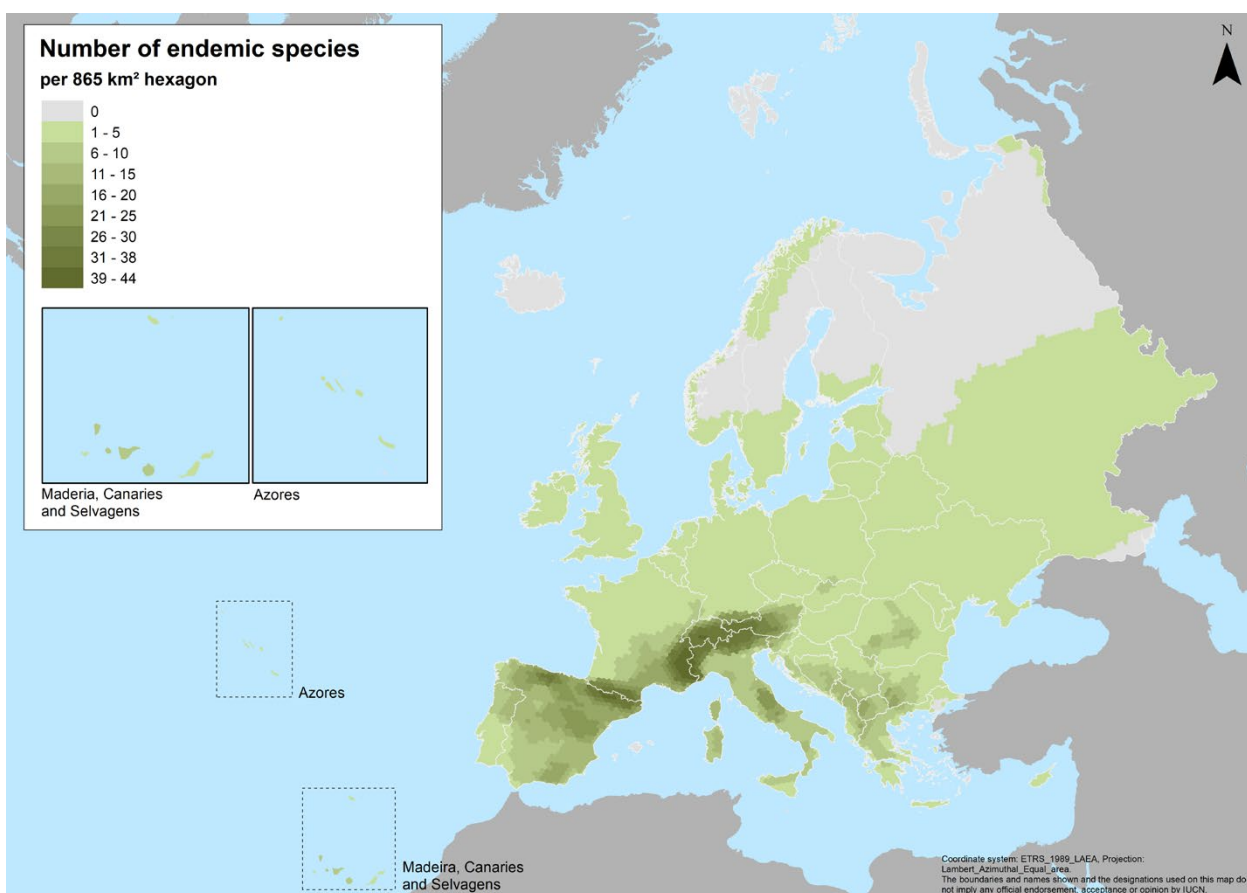 Number of endemic species
per 865 km² hexagon
0
1 - 5
6 - 10
11 - 15
16 - 20
21 - 25
26 - 30
31 - 38
39 - 44
Maderia, Canaries
and Selvagens
Azores
N
Azores
Madeira, Canaries
and Selvagens
Coordinate system: ETRS_1989_LAEA, Projection:
Lambert_Azimuthal_Equal_area.
The boundaries and names shown and the designations used on this map do
not imply any official endorsement, acceptance or opinion by IUCN.